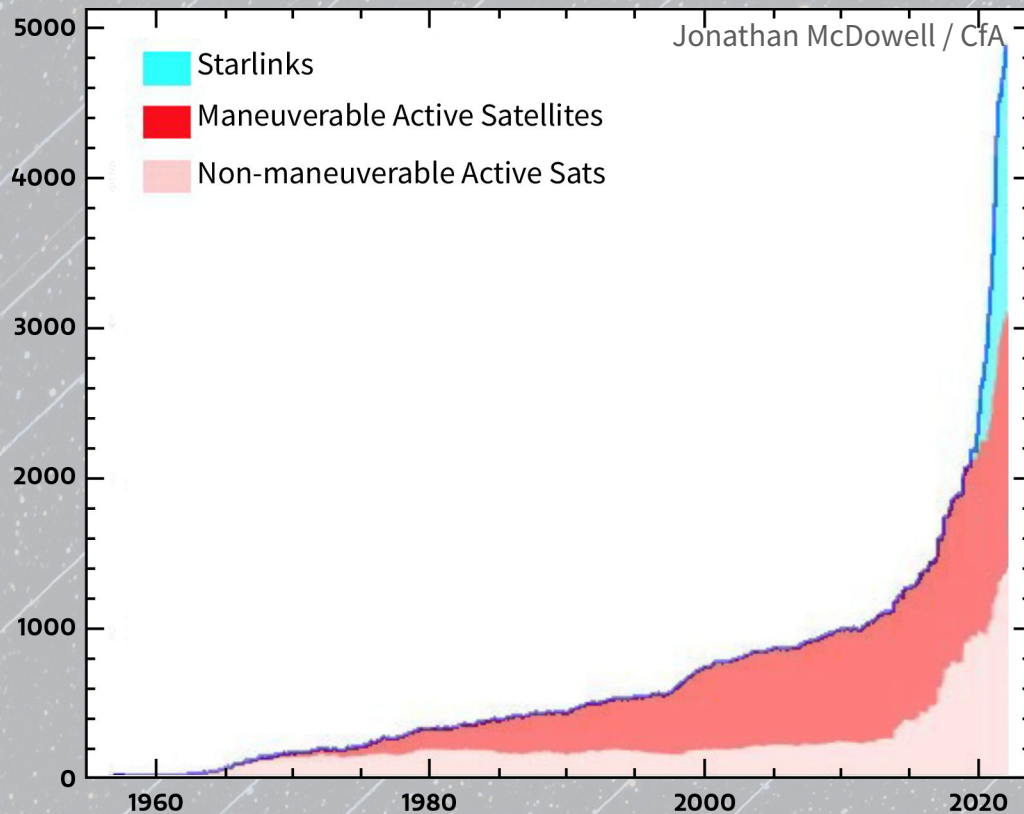 5000
Jonathan McDowell / CfA
Starlinks
Maneuverable Active Satellites
4000
Non-maneuverable Active Sats
3000
2000
1000
0
1960 1980 2000 2020